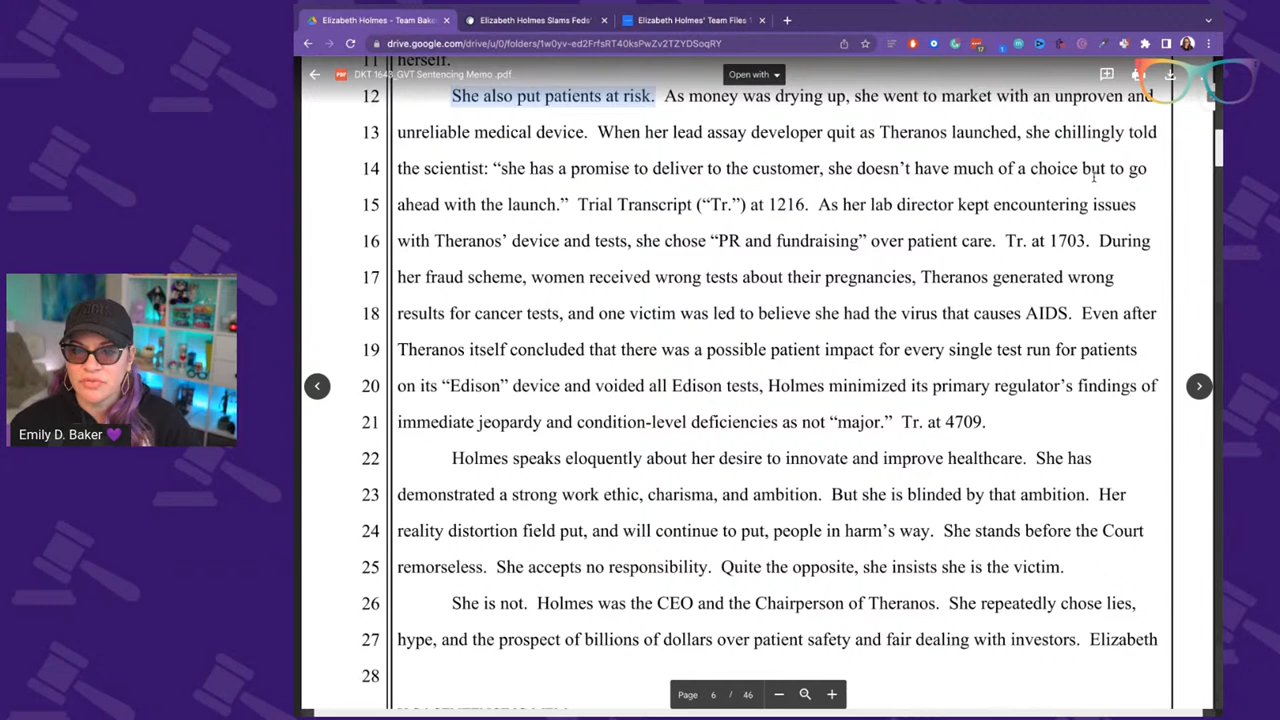 Elizabeth Holmes - Team Bake
Elizabeth Holmes Slams Feds'
Elizabeth Holmes' Team Files 1
drive.google.com/drive/u/0/folders/1w0yv-ed2FrfsRT40ksPwZv2TZYDSoqRY
11 herself.
PDF DKT 1643_GVT Sentencing Memo .pdf
Open with
12 She also put patients at risk. As money was drying up, she went to market with an unproven and
13 unreliable medical device. When her lead assay developer quit as Theranos launched, she chillingly told
14 the scientist: “she has a promise to deliver to the customer, she doesn’t have much of a choice but to go
15 ahead with the launch.” Trial Transcript (“Tr.”) at 1216. As her lab director kept encountering issues
16 with Theranos’ device and tests, she chose “PR and fundraising” over patient care. Tr. at 1703. During
17 her fraud scheme, women received wrong tests about their pregnancies, Theranos generated wrong
18 results for cancer tests, and one victim was led to believe she had the virus that causes AIDS. Even after
19 Theranos itself concluded that there was a possible patient impact for every single test run for patients
20 on its “Edison” device and voided all Edison tests, Holmes minimized its primary regulator’s findings of
21 immediate jeopardy and condition-level deficiencies as not “major.” Tr. at 4709.
22 Holmes speaks eloquently about her desire to innovate and improve healthcare. She has
23 demonstrated a strong work ethic, charisma, and ambition. But she is blinded by that ambition. Her
24 reality distortion field put, and will continue to put, people in harm’s way. She stands before the Court
25 remorseless. She accepts no responsibility. Quite the opposite, she insists she is the victim.
26 She is not. Holmes was the CEO and the Chairperson of Theranos. She repeatedly chose lies,
27 hype, and the prospect of billions of dollars over patient safety and fair dealing with investors. Elizabeth
28
Page 6 / 46
Emily D. Baker